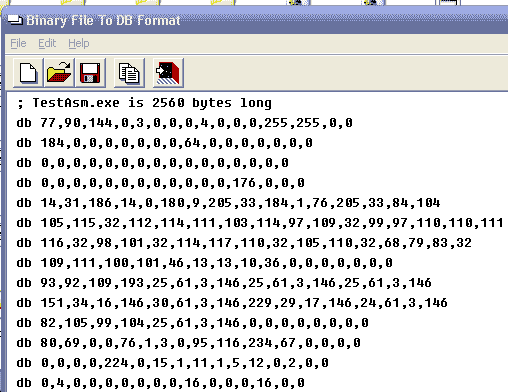 Binary File To DB Format
File Edit Help
; TestAsm.exe is 2560 bytes long
db 77,90,144,0,3,0,0,0,4,0,0,0,255,255,0,0
db 184,0,0,0,0,0,0,0,64,0,0,0,0,0,0,0
db 0,0,0,0,0,0,0,0,0,0,0,0,0,0,0,0
db 0,0,0,0,0,0,0,0,0,0,0,0,176,0,0,0
db 14,31,186,14,0,180,9,205,33,184,1,76,205,33,84,104
db 105,115,32,112,114,111,103,114,97,109,32,99,97,110,110,111
db 116,32,98,101,32,114,117,110,32,105,110,32,68,79,83,32
db 109,111,100,101,46,13,13,10,36,0,0,0,0,0,0,0
db 93,92,109,193,25,61,3,146,25,61,3,146,25,61,3,146
db 151,34,16,146,30,61,3,146,229,29,17,146,24,61,3,146
db 82,105,99,104,25,61,3,146,0,0,0,0,0,0,0,0
db 80,69,0,0,76,1,3,0,95,116,234,67,0,0,0,0
db 0,0,0,0,224,0,15,1,11,1,5,12,0,2,0,0
db 0,4,0,0,0,0,0,0,0,16,0,0,0,16,0,0